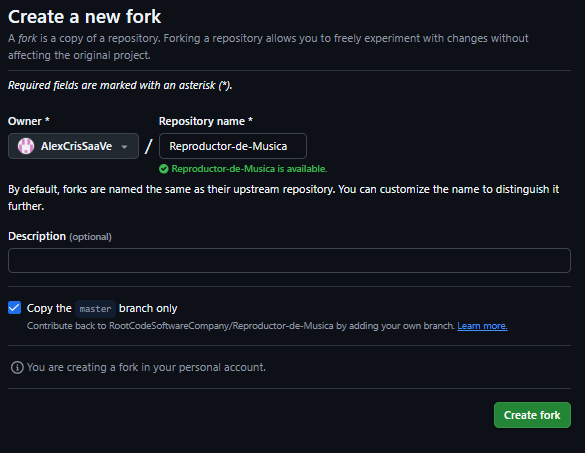 Create a new fork
A fork is a copy of a repository. Forking a repository allows you to freely experiment with changes without
affecting the original project.
Required fields are marked with an asterisk (*).
Owner *
Repository name *
AlexCrisSaaVe
/
Reproductor-de-Musica
Reproductor-de-Musica is available.
By default, forks are named the same as their upstream repository. You can customize the name to distinguish it
further.
Description (optional)
Copy the master branch only
Contribute back to RootCodeSoftwareCompany/Reproductor-de-Musica by adding your own branch. Learn more.
You are creating a fork in your personal account.
Create fork